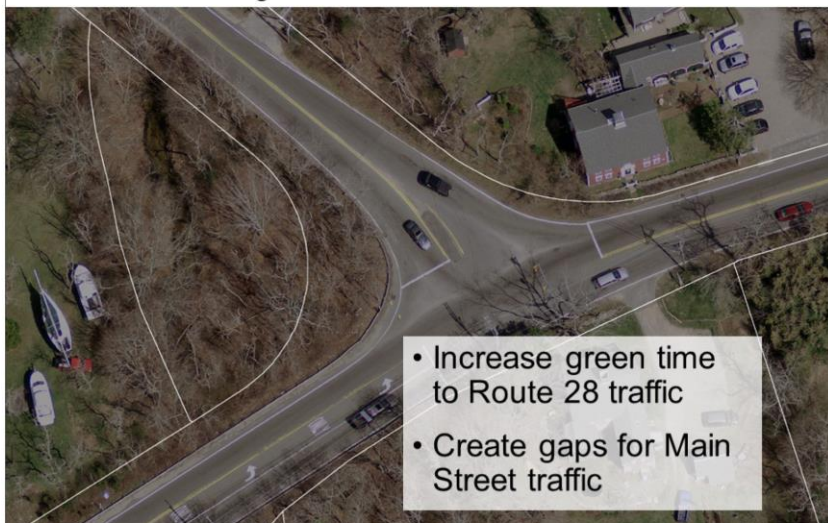 • Increase green time
to Route 28 traffic
• Create gaps for Main
Street traffic